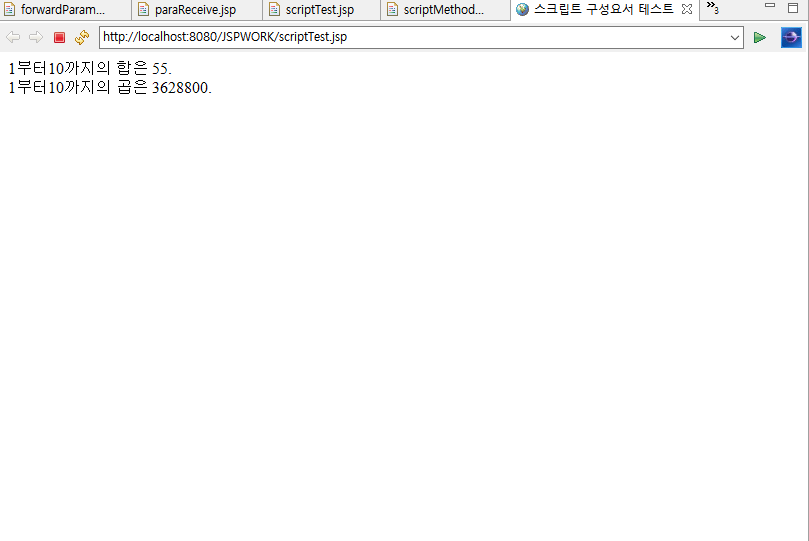 forwardParam...
paraReceive.jsp
scriptTest.jsp
scriptMethod...
스크립트 구성요서 테스트
3
http://localhost:8080/JSPWORK/scriptTest.jsp
1부터10까지의 합은 55.
1부터10까지의 곱은 3628800.